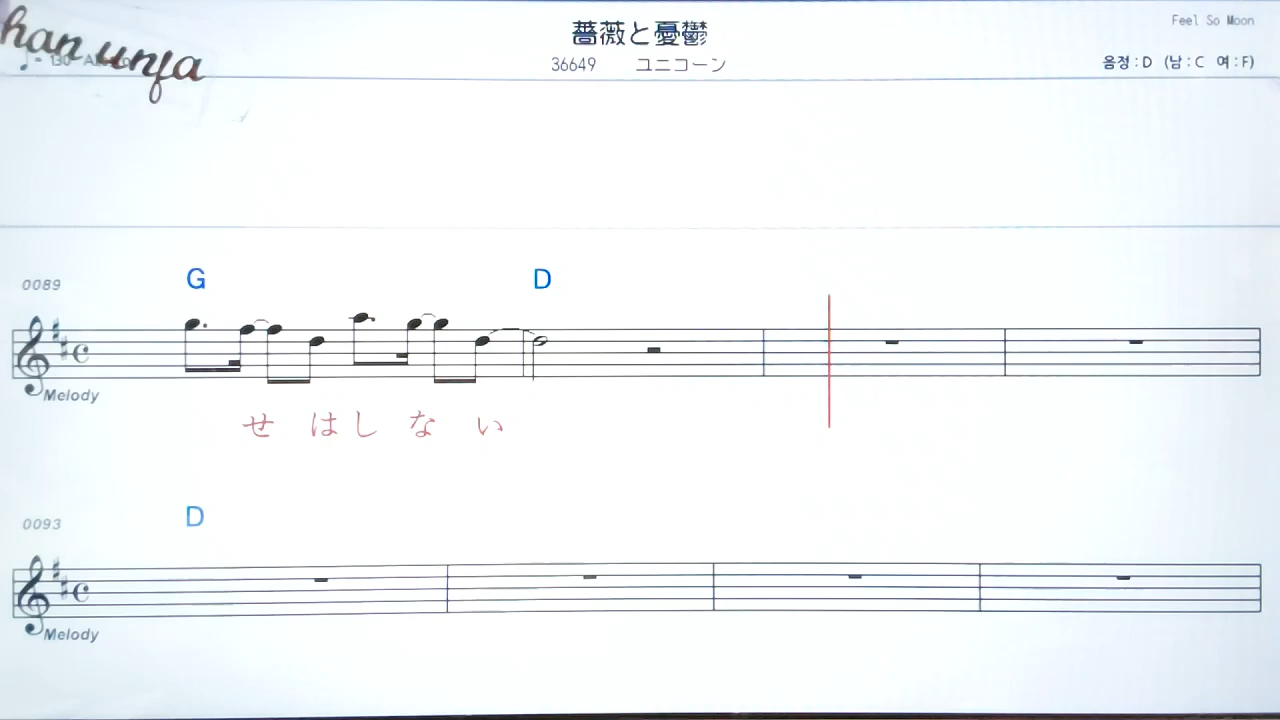 han unja
Feel So Moon
薔薇と憂鬱
♩= 130
36649 ユニコーン
음정 : D (남 : C 여 : F)
G D
0089
Melody
せ は し な い
D
0093
Melody